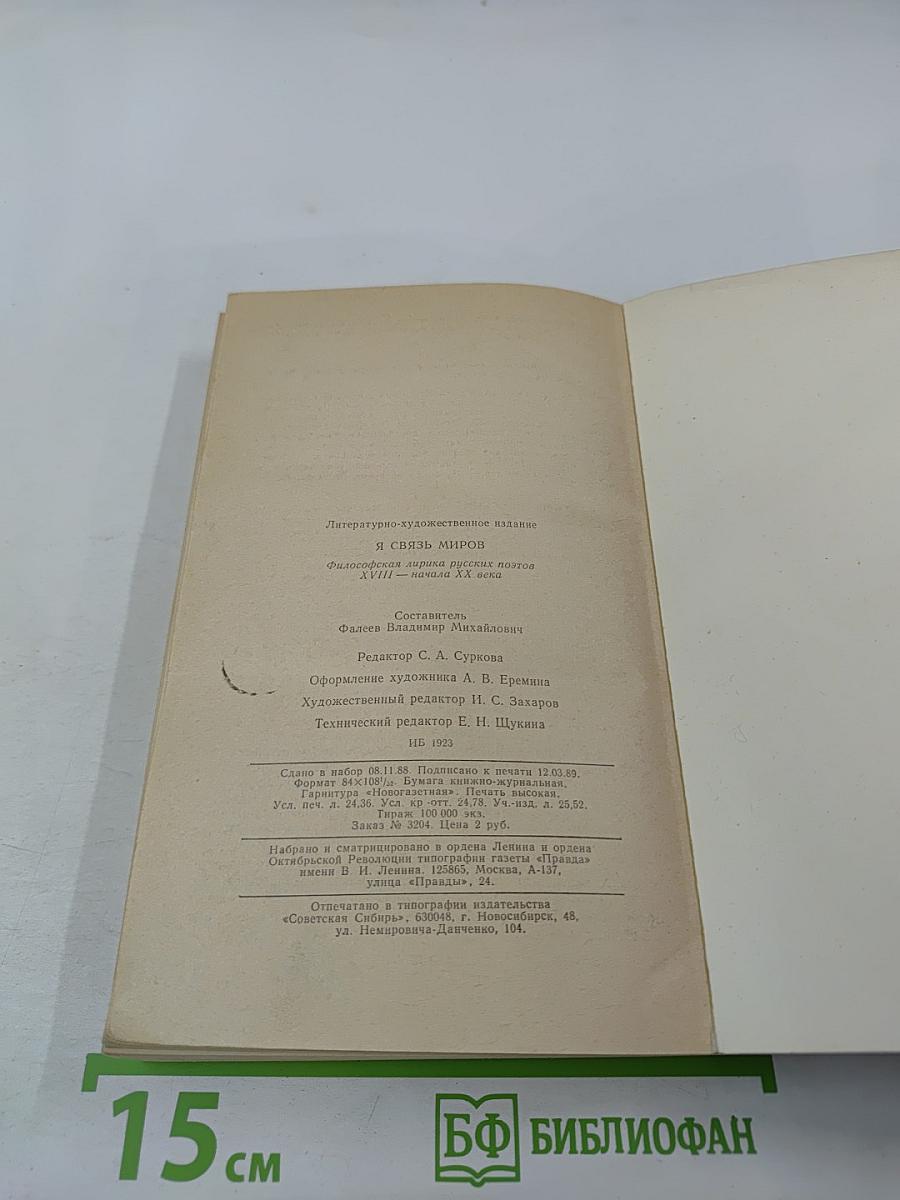 Литературно-художественное издание
Я СВЯЗЬ МИРОВ
Философская лирика русских поэтов
XVIII — начала XX века
Составитель
Фалеев Владимир Михайлович
Редактор С. А. Суркова
Оформление художника А. В. Еремина
Художественный редактор И. С. Захаров
Технический редактор Е. Н. Щукина
ИБ 1923
Сдано в набор 08.11.88. Подписано к печати 12.03.89.
Формат 84×108¹/₃₂. Бумага книжно-журнальная.
Гарнитура «Новогазетная». Печать высокая.
Усл. печ. л. 24,36. Усл. кр -отт. 24,78. Уч.-изд. л. 25,52.
Тираж 100 000 экз.
Заказ № 3204. Цена 2 руб.
Набрано и сматрицировано в ордена Ленина и ордена
Октябрьской Революции типографии газеты «Правда»
имени В. И. Ленина. 125865, Москва, А-137,
улица «Правды», 24.
Отпечатано в типографии издательства
«Советская Сибирь», 630048, г. Новосибирск, 48,
ул. Немировича-Данченко, 104.
15 см
БФ БИБЛИОФАН